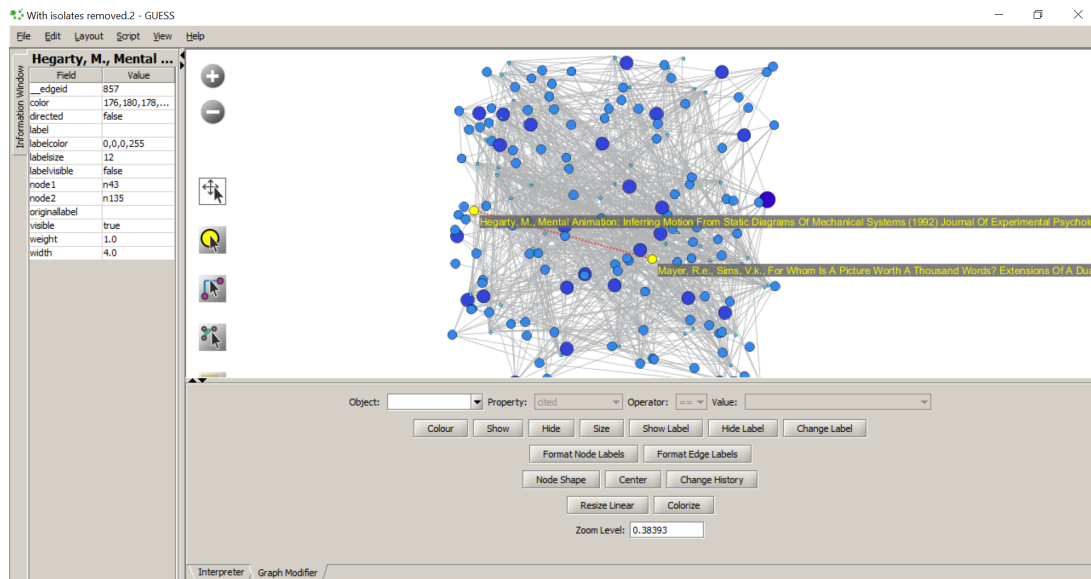 With isolates removed.2 - GUESS
File Edit Layout Script View Help
Information Window
Hegarty, M., Mental ...
Field Value
__edgeid 857
color 176,180,178,...
directed false
label
labelcolor 0,0,0,255
labelsize 12
labelvisible false
node1 n43
node2 n135
originallabel
visible true
weight 1.0
width 4.0
Hegarty, M., Mental Animation: Inferring Motion From Static Diagrams Of Mechanical Systems (1992) Journal Of Experimental Psycholo
Mayer, R.e., Sims, V.k., For Whom Is A Picture Worth A Thousand Words? Extensions Of A Dua
Object: Property: cited Operator: == Value:
Colour Show Hide Size Show Label Hide Label Change Label
Format Node Labels Format Edge Labels
Node Shape Center Change History
Resize Linear Colorize
Zoom Level: 0.38393
Interpreter Graph Modifier